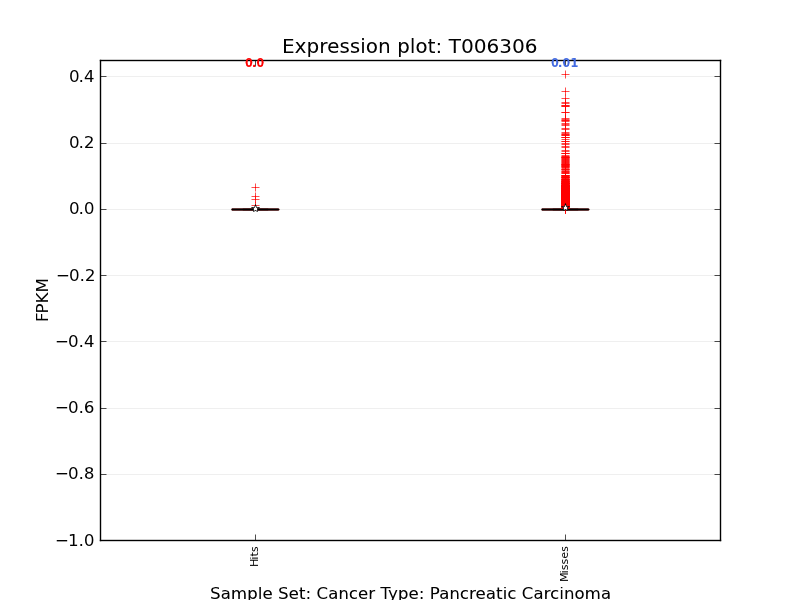 Expression plot: T006306
0.0
0.01
0.4
0.2
0.0
−0.2
−0.4
−0.6
−0.8
−1.0
FPKM
Hits
Misses
Sample Set: Cancer Type: Pancreatic Carcinoma